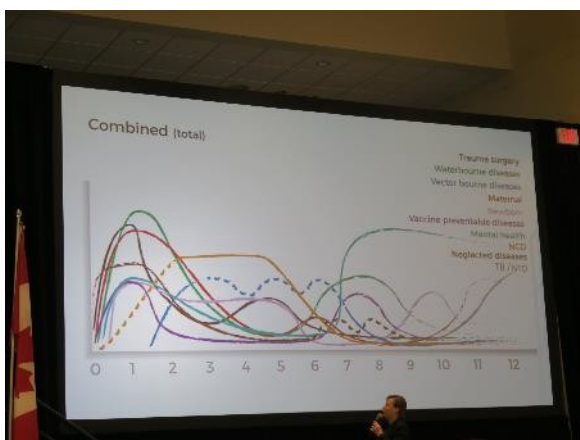 Combined (total)
Trauma surgery
Waterbourne diseases
Vector bourne diseases
Maternal
Newborn
Vaccine preventable diseases
Mental health
NCD
Neglected diseases
TB / NTD
0 1 2 3 4 5 6 7 8 9 10 11 12